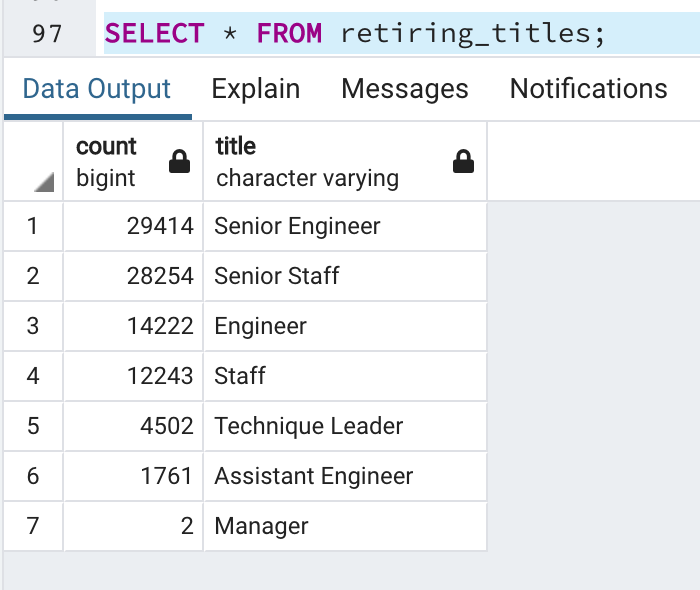 97 SELECT * FROM retiring_titles;
Data Output Explain Messages Notifications
count title
bigint character varying
1 29414 Senior Engineer
2 28254 Senior Staff
3 14222 Engineer
4 12243 Staff
5 4502 Technique Leader
6 1761 Assistant Engineer
7 2 Manager